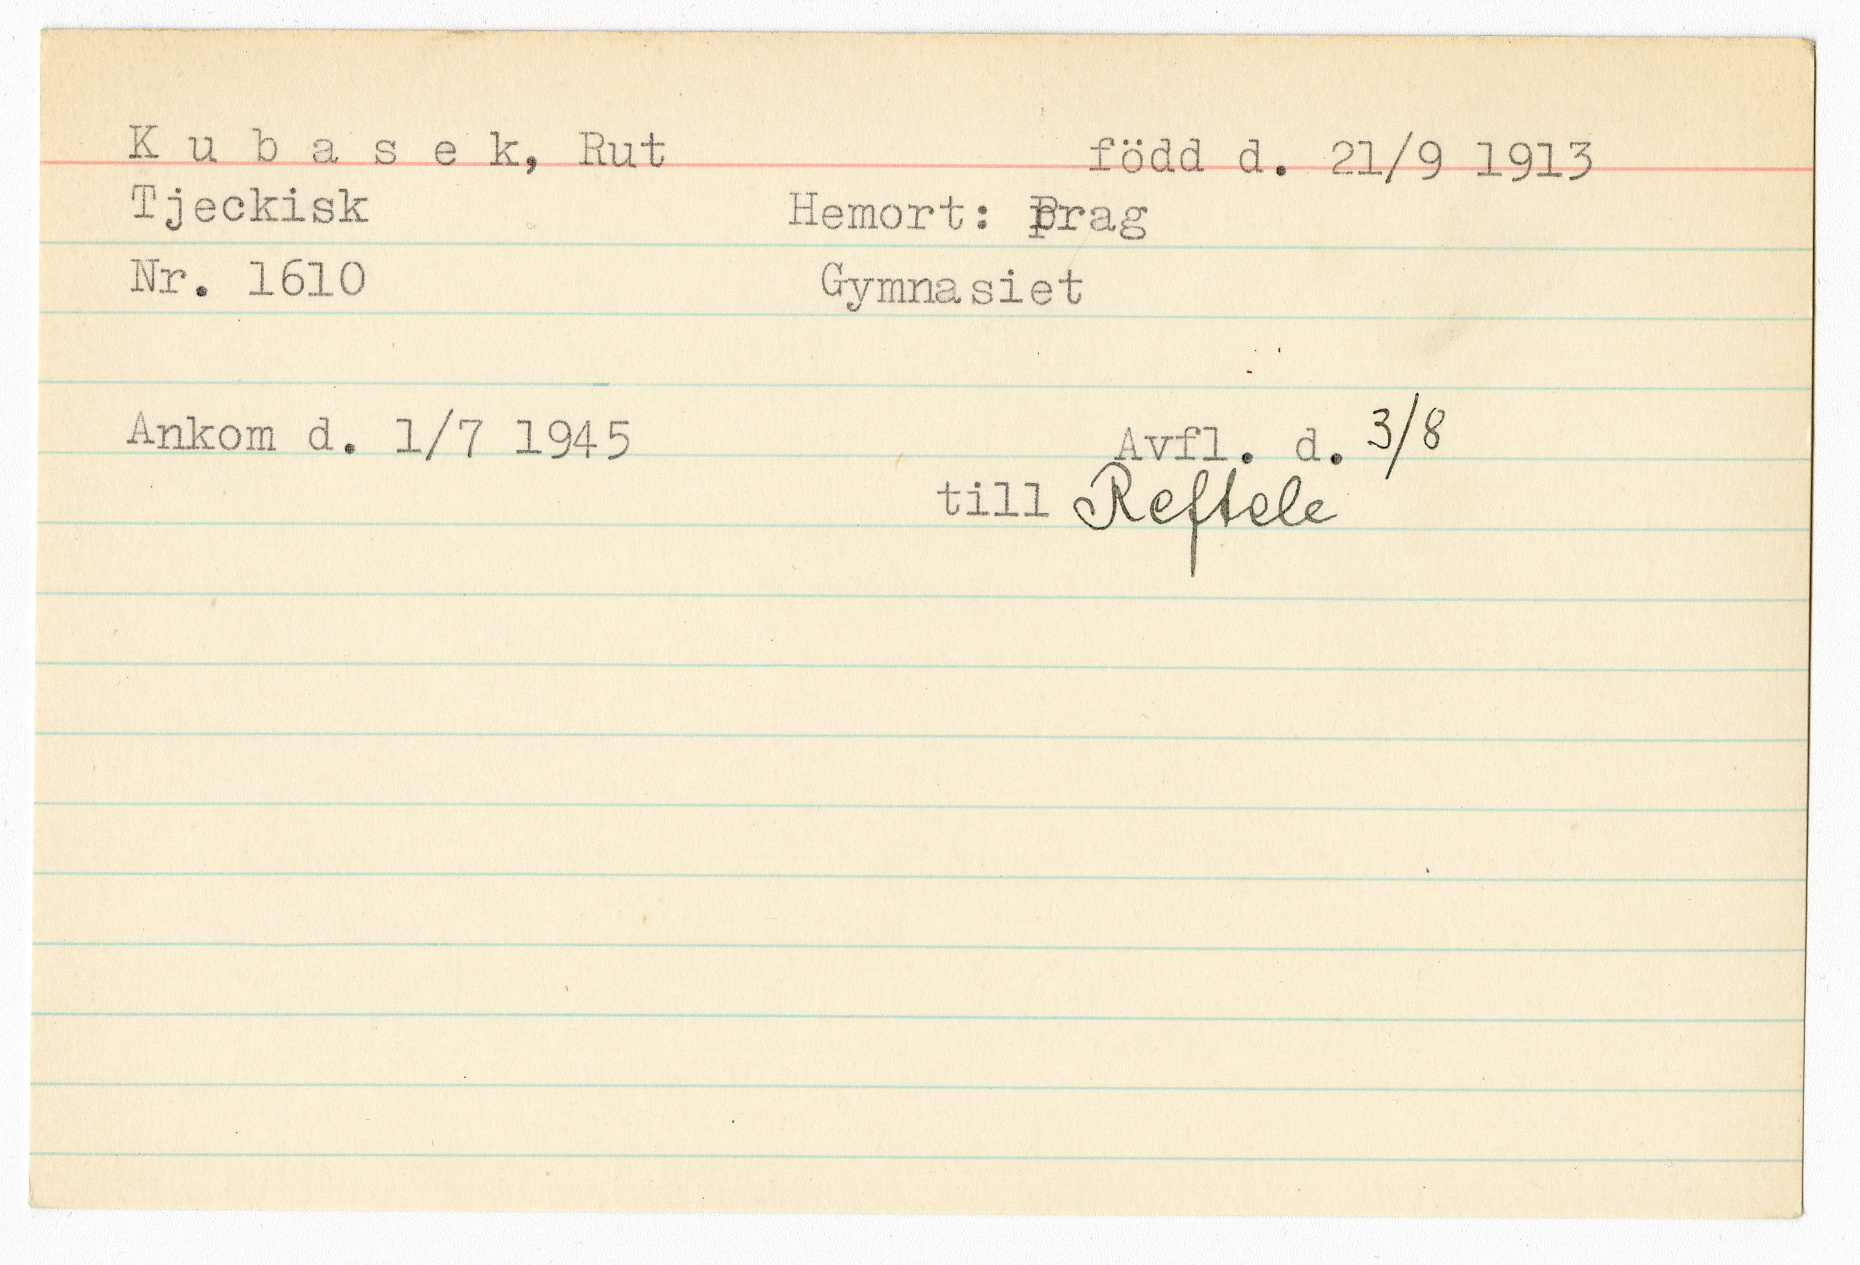 K u b a s e k, Rut född d. 21/9 1913
Tjeckisk Hemort: Prag
Nr. 1610 Gymnasiet
Ankom d. 1/7 1945 Avfl. d. 3/8
till Reftele